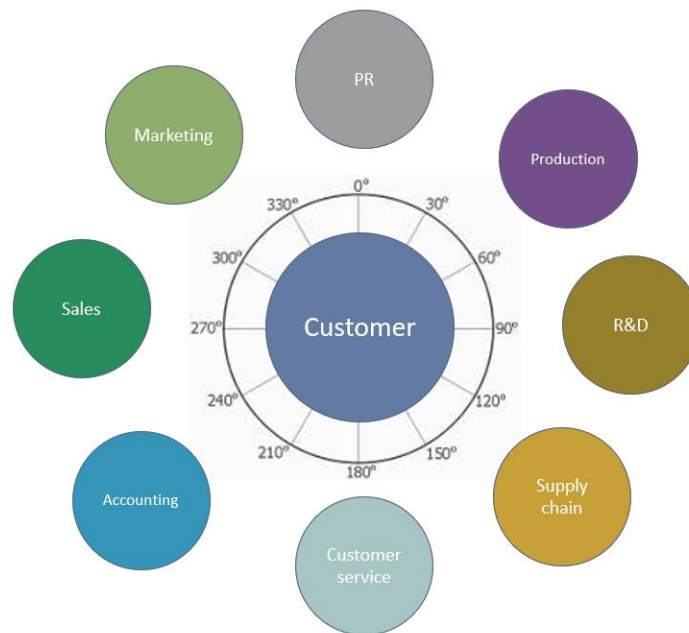 PR
Marketing
Production
0°
330°
30°
300°
60°
Sales
Customer
270°
90°
R&D
240°
120°
210°
150°
180°
Accounting
Supply
chain
Customer
service